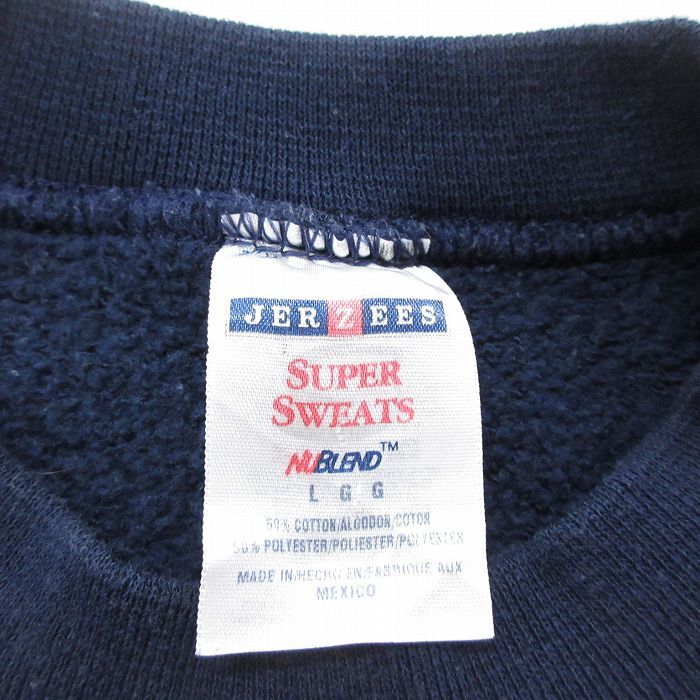 JERZEES
SUPER
SWEATS
NUBLEND™
L G G
50% COTTON/ALGODON/COTON
50% POLYESTER/POLIESTER/POLYESTER
MADE IN/HECHO EN/FABRIQUE AUX
MEXICO